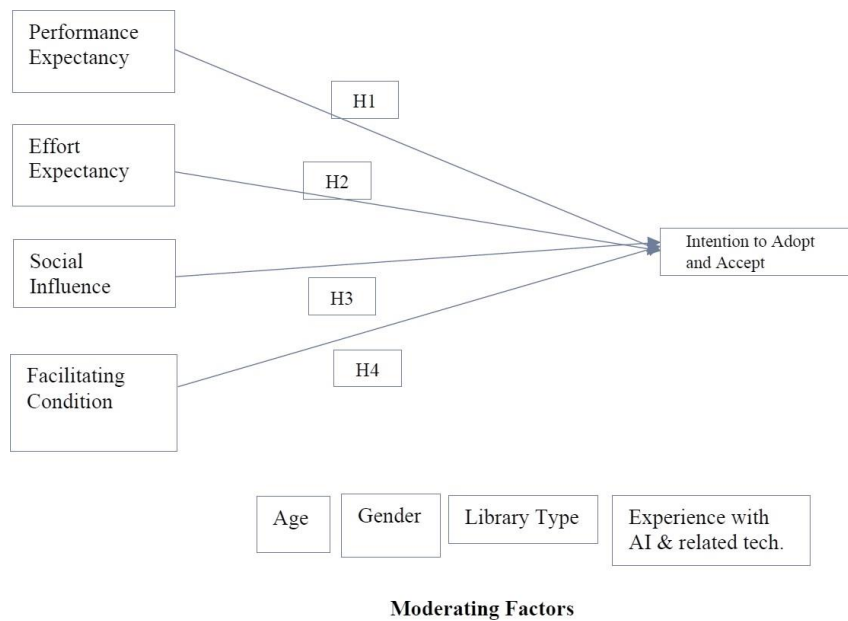 Performance
Expectancy
H1
Effort
Expectancy
H2
Social
Influence
H3
Intention to Adopt
and Accept
Facilitating
Condition
H4
Age
Gender
Library Type
Experience with
AI & related tech.
Moderating Factors